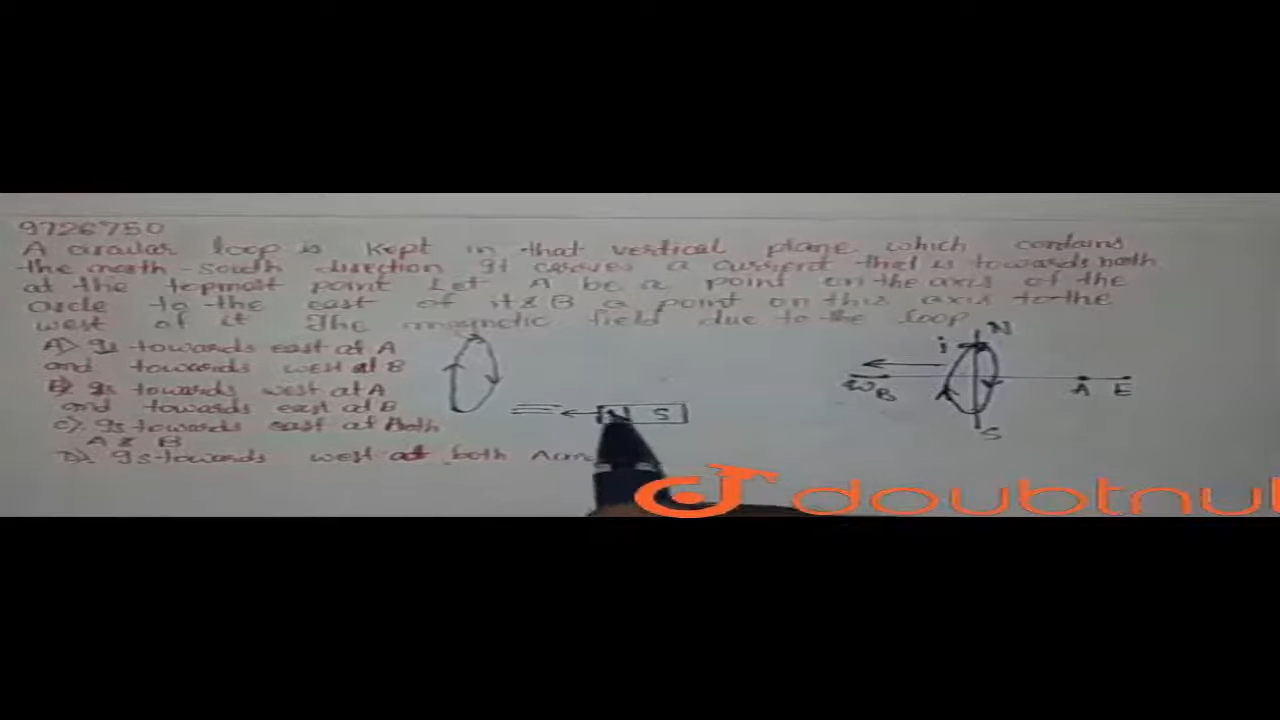 9726750
A circular loop is kept in that vertical plane which contains
the north-south direction It carries a current that is towards north
at the topmost point Let A be a point on the axis of the
circle to the east of it & B a point on this axis to the
west of it The magnetic field due to the loop
A) Is towards east at A
and towards west at B
B) Is towards west at A
and towards east at B
C) Is towards east at both
A & B
D) Is towards west at both A and
N
i
W B A E
S
N S
doubtnut